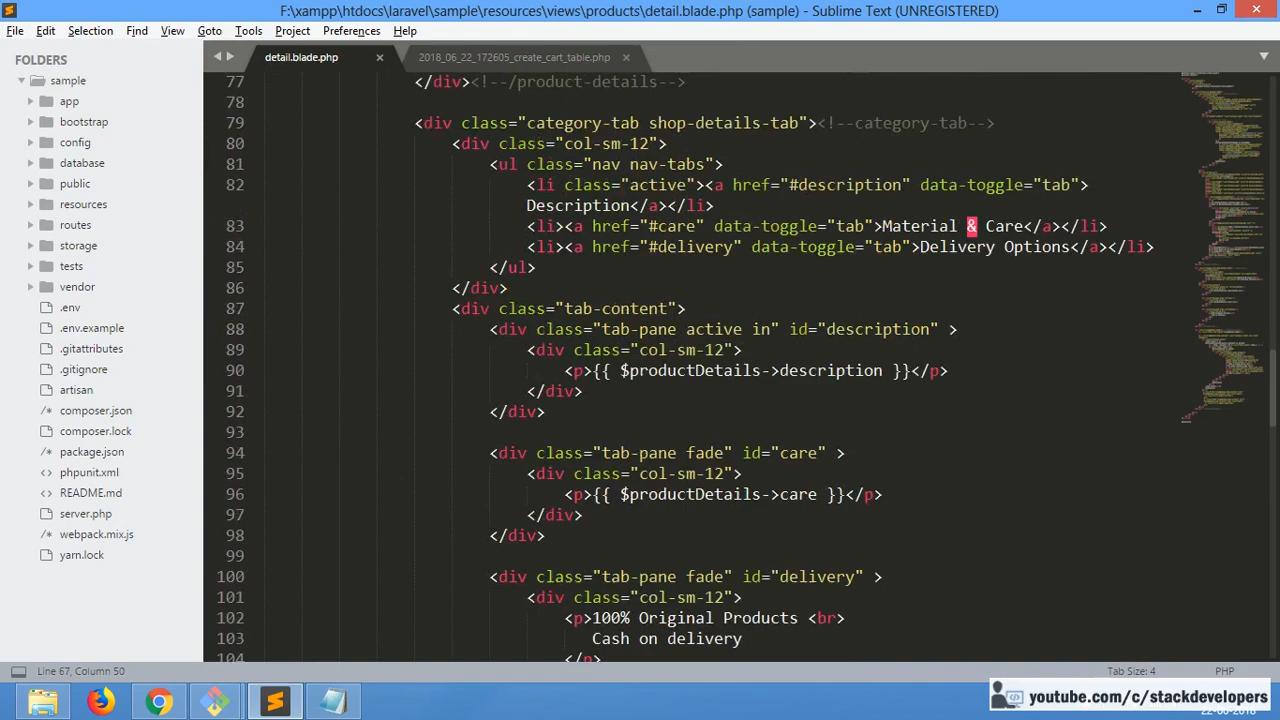 F:\xampp\htdocs\laravel\sample\resources\views\products\detail.blade.php (sample) - Sublime Text (UNREGISTERED)
File Edit Selection Find View Goto Tools Project Preferences Help
FOLDERS
sample
app
bootstrap
config
database
public
resources
routes
storage
tests
vendor
.env
.env.example
.gitattributes
.gitignore
artisan
composer.json
composer.lock
package.json
phpunit.xml
README.md
server.php
webpack.mix.js
yarn.lock
detail.blade.php 2018_06_22_172605_create_cart_table.php
77 </div><!--/product-details-->
78
79 <div class="category-tab shop-details-tab"><!--category-tab-->
80 <div class="col-sm-12">
81 <ul class="nav nav-tabs">
82 <li class="active"><a href="#description" data-toggle="tab">
Description</a></li>
83 <li><a href="#care" data-toggle="tab">Material & Care</a></li>
84 <li><a href="#delivery" data-toggle="tab">Delivery Options</a></li>
85 </ul>
86 </div>
87 <div class="tab-content">
88 <div class="tab-pane active in" id="description" >
89 <div class="col-sm-12">
90 <p>{{ $productDetails->description }}</p>
91 </div>
92 </div>
93
94 <div class="tab-pane fade" id="care" >
95 <div class="col-sm-12">
96 <p>{{ $productDetails->care }}</p>
97 </div>
98 </div>
99
100 <div class="tab-pane fade" id="delivery" >
101 <div class="col-sm-12">
102 <p>100% Original Products <br>
103 Cash on delivery
104 </p>
Line 67, Column 50
Tab Size: 4 PHP
youtube.com/c/stackdevelopers